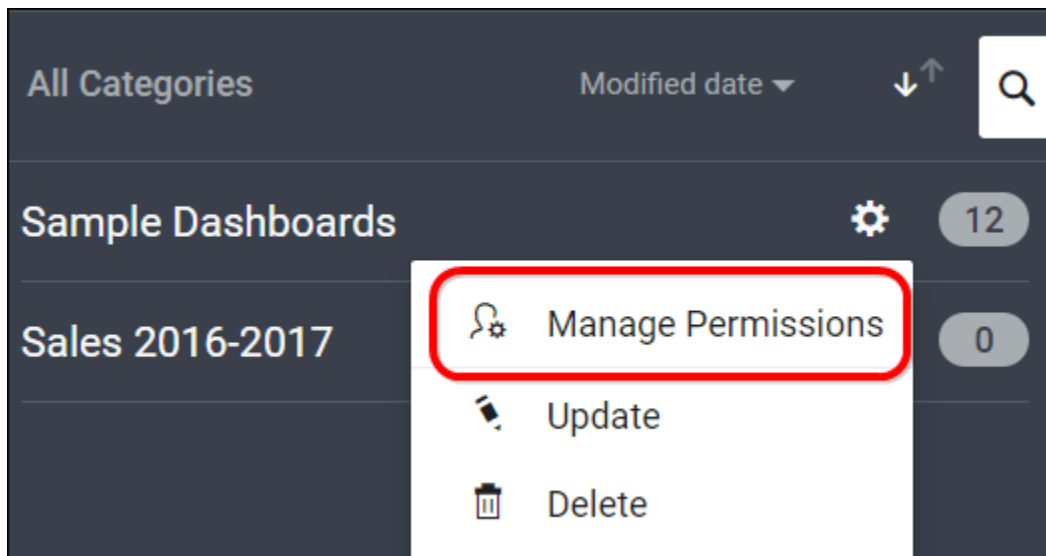 All Categories Modified date
Sample Dashboards 12
Manage Permissions
Sales 2016-2017 0
Update
Delete